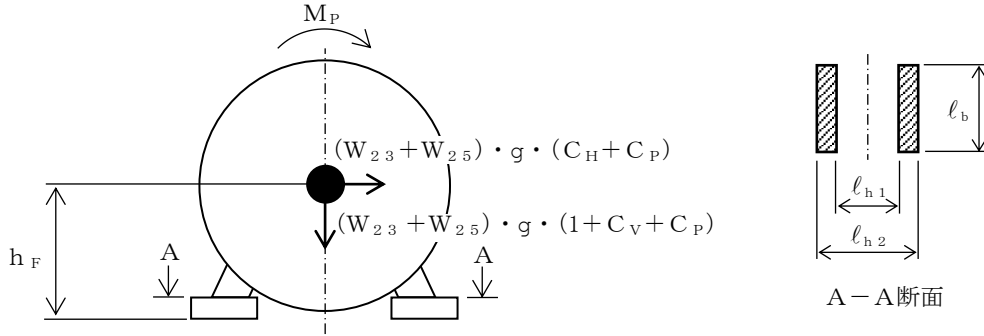 M_P
(W_23+W_25)・g・(C_H+C_P)
(W_23+W_25)・g・(1+C_V+C_P)
h_F
A
A
ℓ_b
ℓ_h1
ℓ_h2
A－A断面